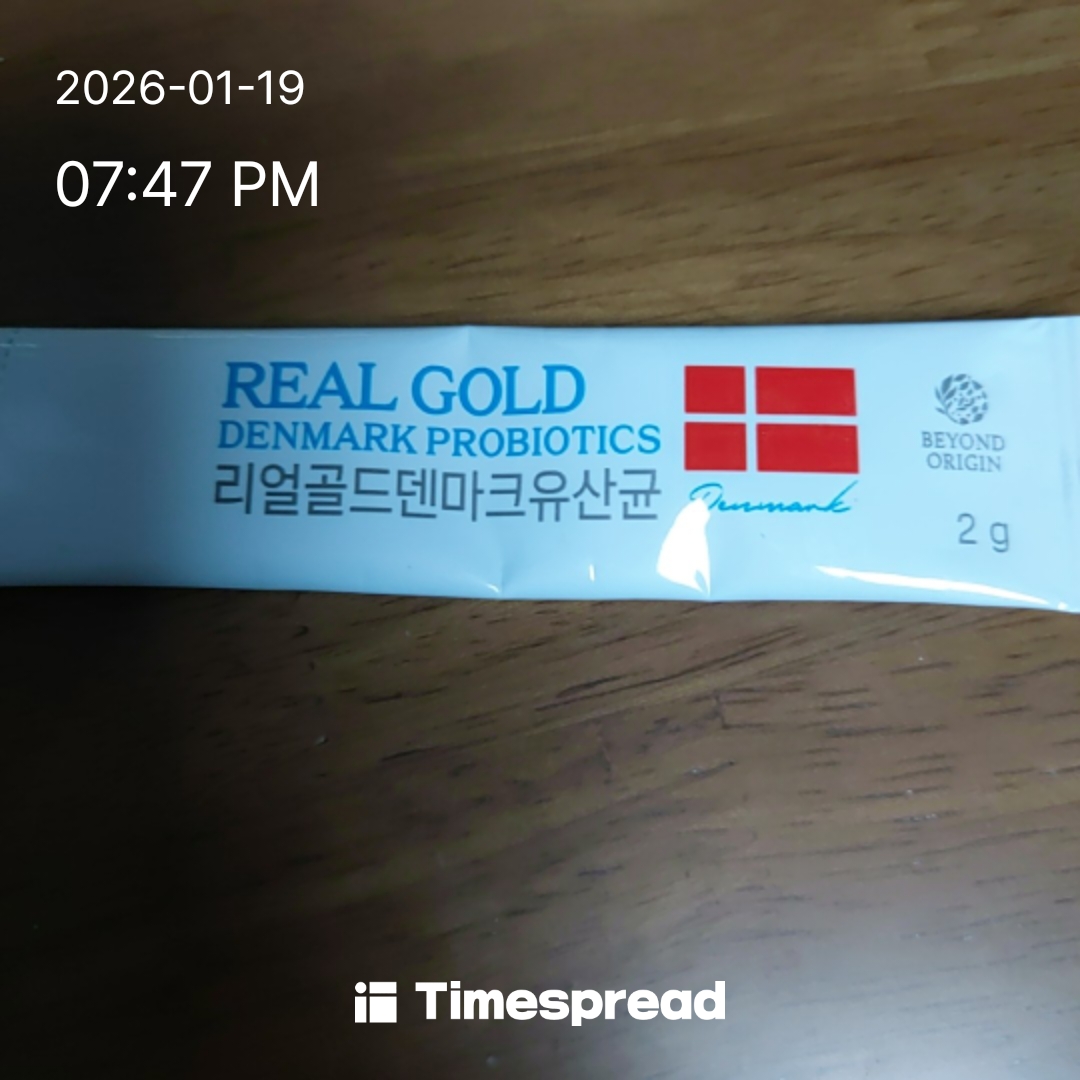 2026-01-19
07:47 PM
REAL GOLD
DENMARK PROBIOTICS
리얼골드덴마크유산균
Denmark
BEYOND
ORIGIN
2 g
Timespread